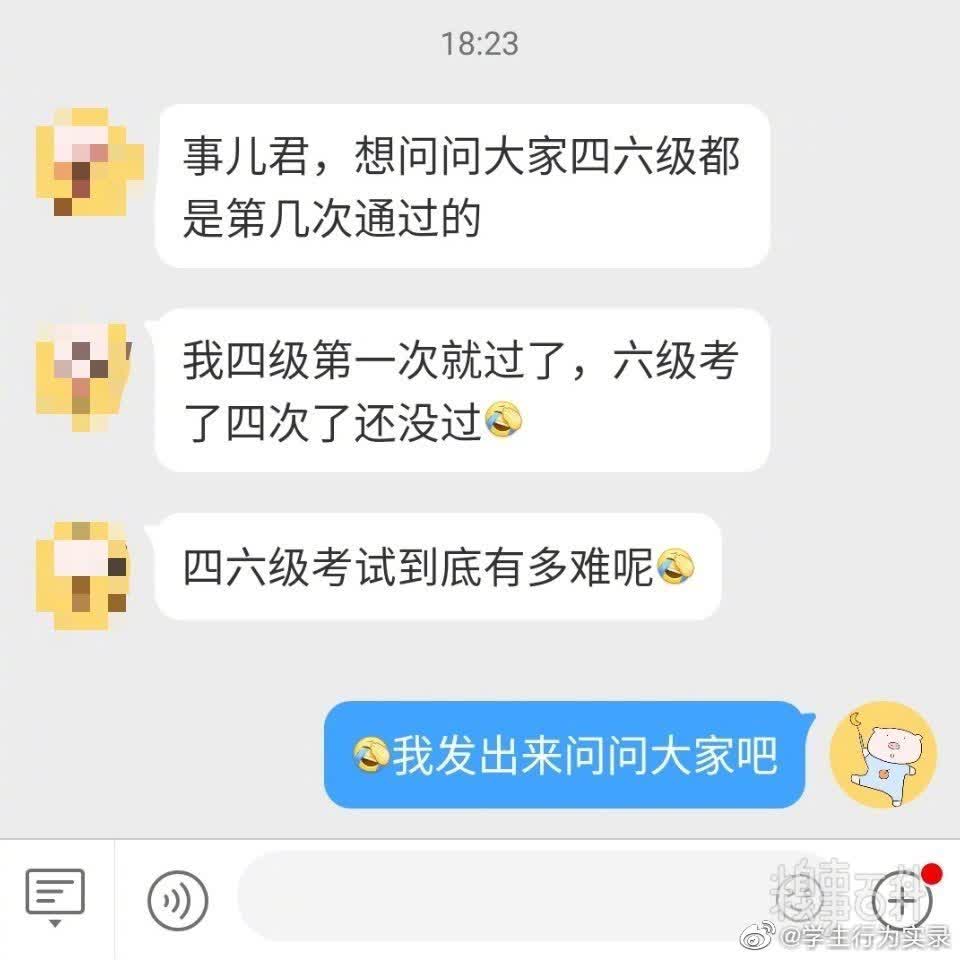 18:23
事儿君，想问问大家四六级都
是第几次通过的
我四级第一次就过了，六级考
了四次了还没过🤣
四六级考试到底有多难呢🤣
🤣我发出来问问大家吧
@学生行为实录